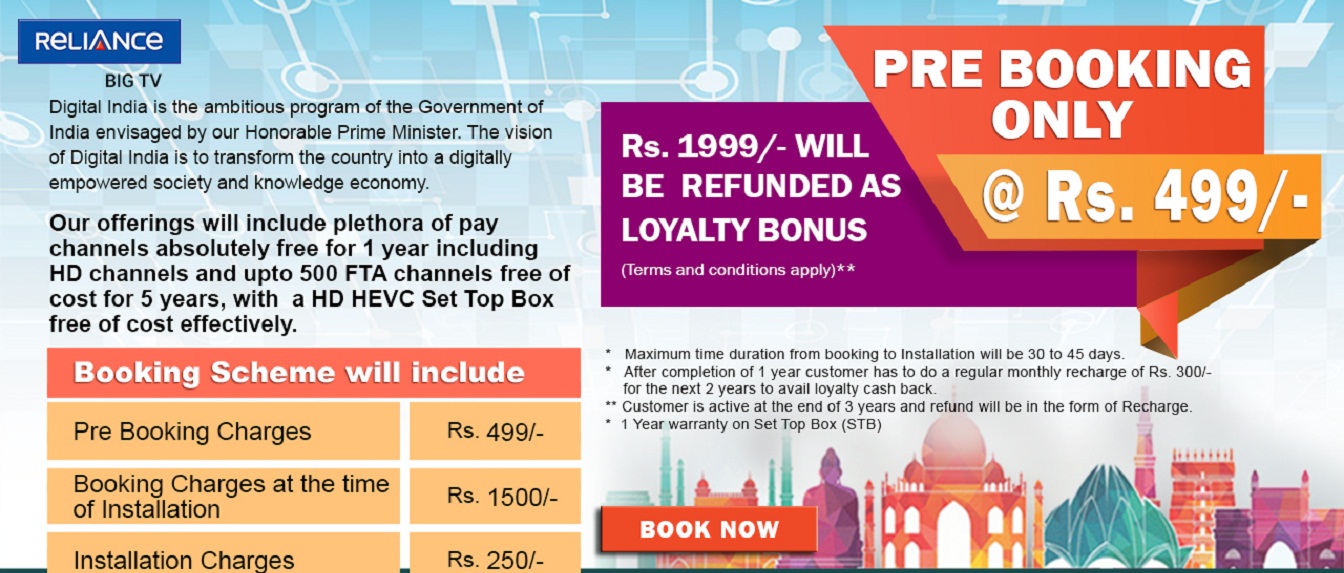 RELIANCE
BIG TV
Digital India is the ambitious program of the Government of
India envisaged by our Honorable Prime Minister. The vision
of Digital India is to transform the country into a digitally
empowered society and knowledge economy.
Our offerings will include plethora of pay
channels absolutely free for 1 year including
HD channels and upto 500 FTA channels free of
cost for 5 years, with a HD HEVC Set Top Box
free of cost effectively.
Booking Scheme will include
Pre Booking Charges Rs. 499/-
Booking Charges at the time
of Installation Rs. 1500/-
Installation Charges Rs. 250/-
PRE BOOKING
ONLY
@ Rs. 499/-
Rs. 1999/- WILL
BE REFUNDED AS
LOYALTY BONUS
(Terms and conditions apply)**
* Maximum time duration from booking to Installation will be 30 to 45 days.
* After completion of 1 year customer has to do a regular monthly recharge of Rs. 300/-
for the next 2 years to avail loyalty cash back.
** Customer is active at the end of 3 years and refund will be in the form of Recharge.
* 1 Year warranty on Set Top Box (STB)
BOOK NOW